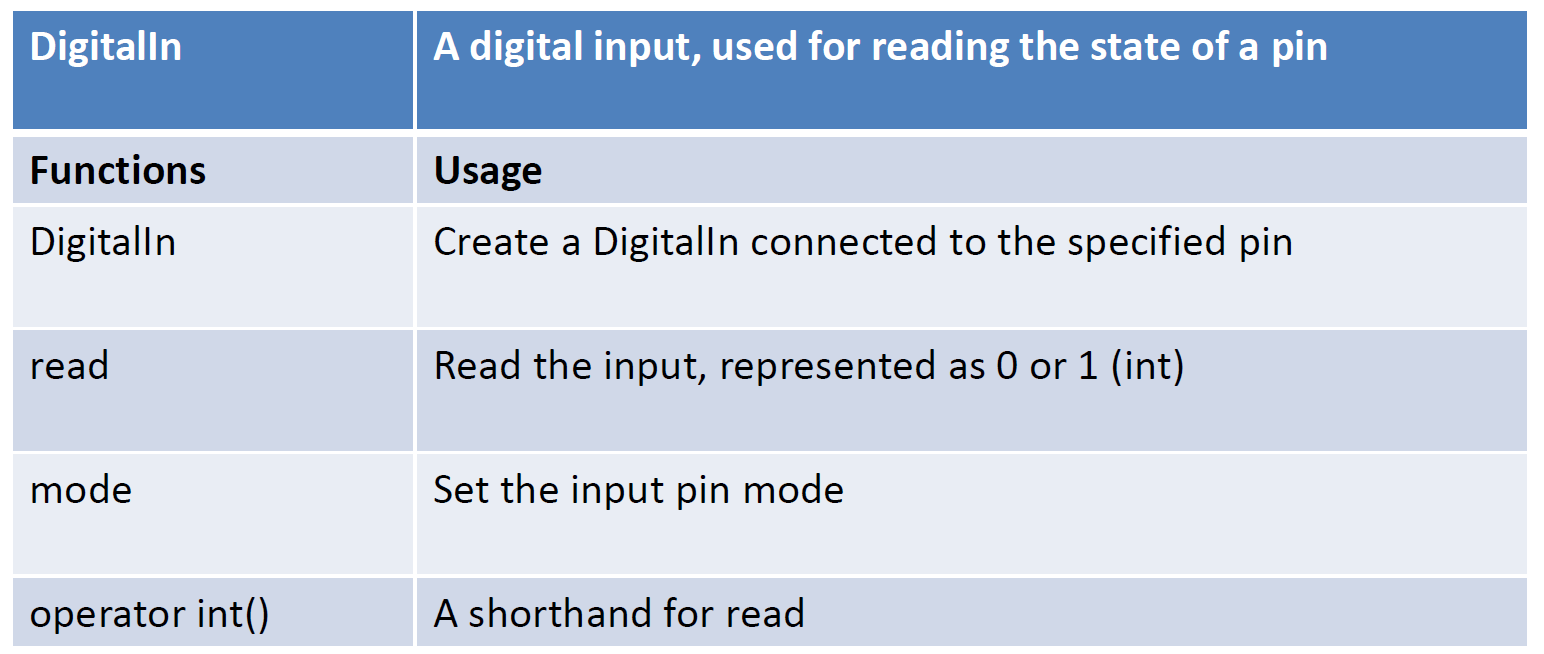 DigitalIn
A digital input, used for reading the state of a pin
Functions
Usage
DigitalIn
Create a DigitalIn connected to the specified pin
read
Read the input, represented as 0 or 1 (int)
mode
Set the input pin mode
operator int()
A shorthand for read